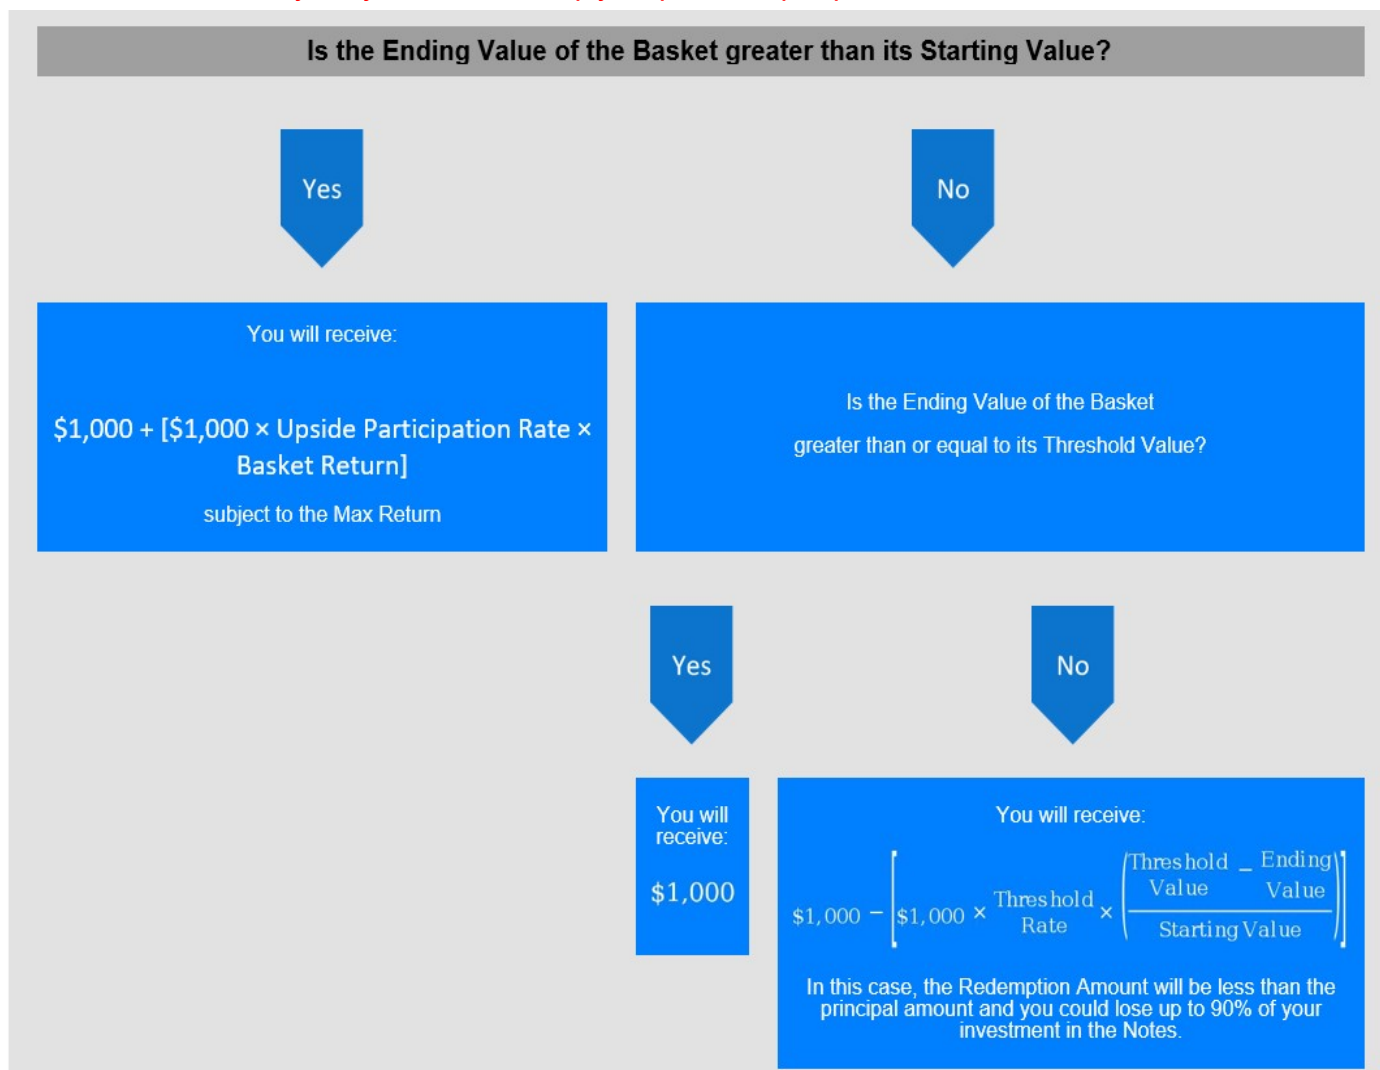 Is the Ending Value of the Basket greater than its Starting Value?
Yes
No
You will receive:
$1,000 + [$1,000 × Upside Participation Rate ×
Basket Return]
subject to the Max Return
Is the Ending Value of the Basket
greater than or equal to its Threshold Value?
Yes
No
You will
receive:
$1,000
You will receive:
$1,000 − [$1,000 × Threshold Rate × ((Threshold Value − Ending Value) / Starting Value)]
In this case, the Redemption Amount will be less than the
principal amount and you could lose up to 90% of your
investment in the Notes.